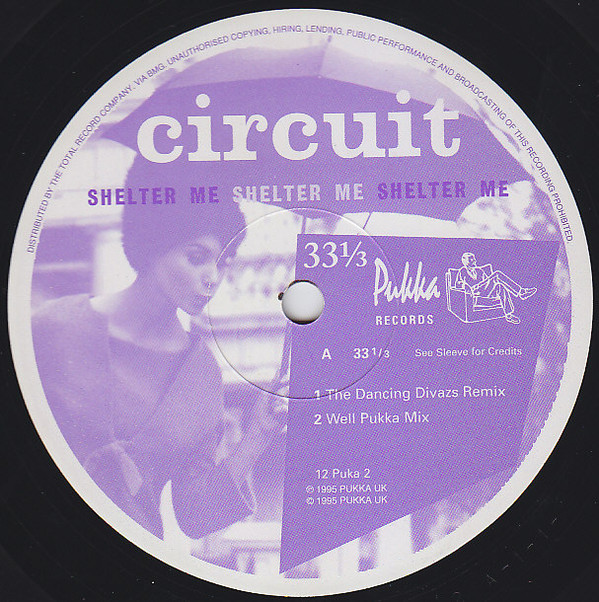 DISTRIBUTED BY THE TOTAL RECORD COMPANY. VIA BMG. UNAUTHORISED COPYING, HIRING, LENDING, PUBLIC PERFORMANCE AND BROADCASTING OF THIS RECORDING PROHIBITED.
circuit
SHELTER ME SHELTER ME SHELTER ME
33⅓
Pukka
RECORDS
A 33 1/3 See Sleeve for Credits
1 The Dancing Divazs Remix
2 Well Pukka Mix
12 Puka 2
℗ 1995 PUKKA UK
© 1995 PUKKA UK